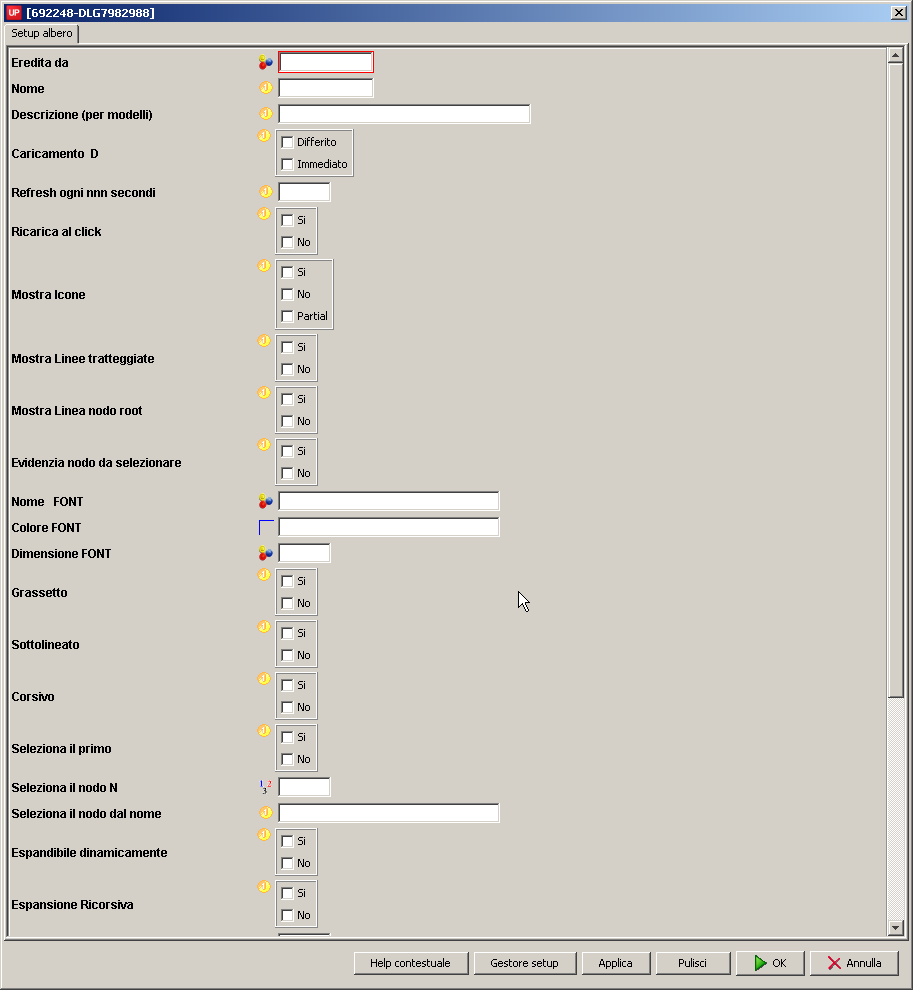 UP [692248-DLG7982988]
Setup albero
Eredita da
Nome
Descrizione (per modelli)
Caricamento D
Differito
Immediato
Refresh ogni nnn secondi
Ricarica al click
Si
No
Mostra Icone
Si
No
Partial
Mostra Linee tratteggiate
Si
No
Mostra Linea nodo root
Si
No
Evidenzia nodo da selezionare
Si
No
Nome FONT
Colore FONT
Dimensione FONT
Grassetto
Si
No
Sottolineato
Si
No
Corsivo
Si
No
Seleziona il primo
Si
No
Seleziona il nodo N
1 2 3
Seleziona il nodo dal nome
Espandibile dinamicamente
Si
No
Espansione Ricorsiva
Si
No
Help contestuale Gestore setup Applica Pulisci OK Annulla